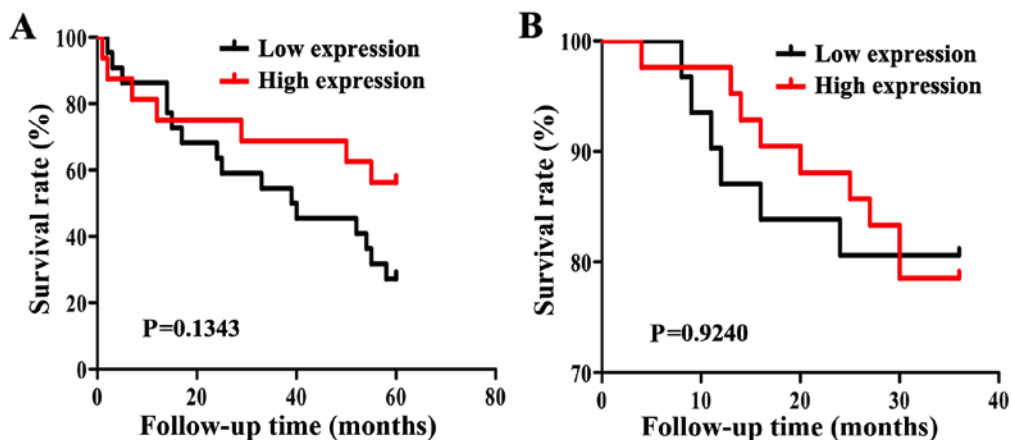 A
Survival rate (%)
100
80
60
40
20
0
Low expression
High expression
P=0.1343
0 20 40 60 80
Follow-up time (months)
B
Survival rate (%)
100
90
80
70
Low expression
High expression
P=0.9240
0 10 20 30 40
Follow-up time (months)